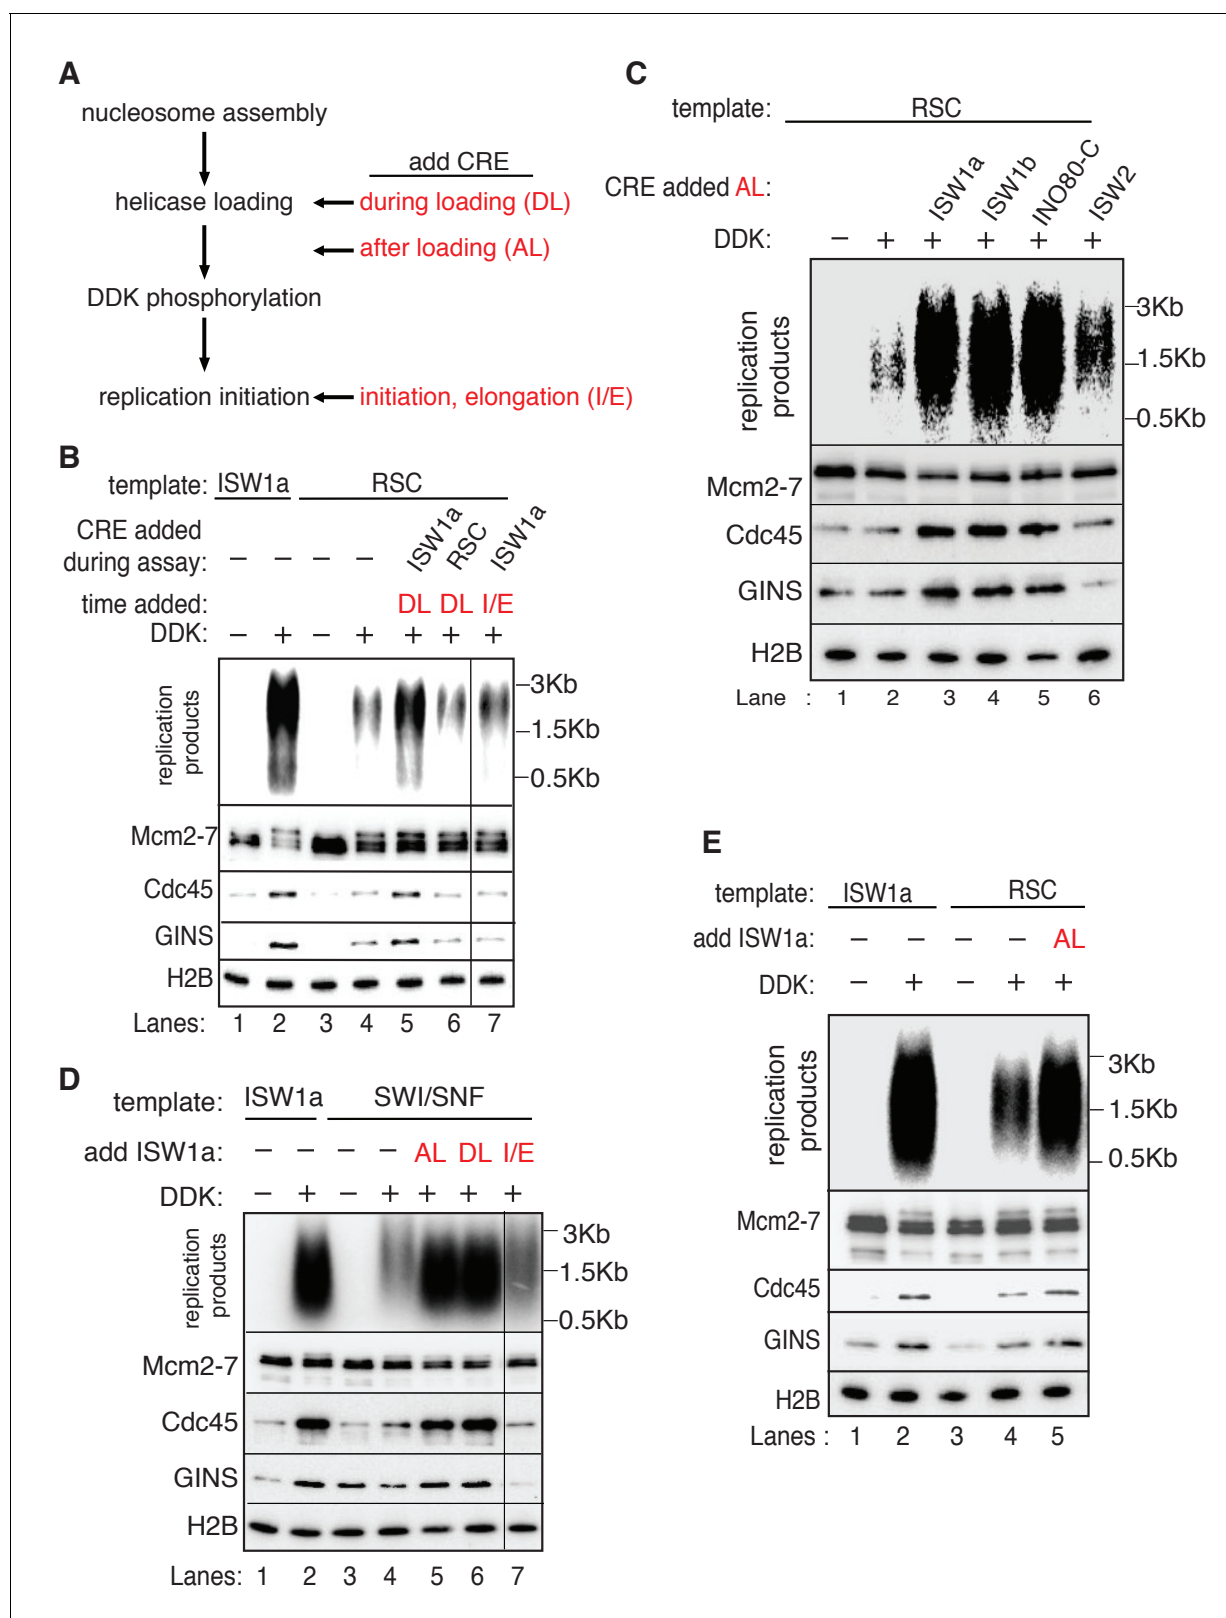 A
nucleosome assembly
add CRE
helicase loading
during loading (DL)
after loading (AL)
DDK phosphorylation
replication initiation
initiation, elongation (I/E)
B
template: ISW1a RSC
CRE added
during assay: – – – – ISW1a RSC ISW1a
time added: DL DL I/E
DDK: – + – + + + +
replication
products
3Kb
1.5Kb
0.5Kb
Mcm2-7
Cdc45
GINS
H2B
Lanes: 1 2 3 4 5 6 7
C
template: RSC
CRE added AL: ISW1a ISW1b INO80-C ISW2
DDK: – + + + + +
replication
products
3Kb
1.5Kb
0.5Kb
Mcm2-7
Cdc45
GINS
H2B
Lane : 1 2 3 4 5 6
D
template: ISW1a SWI/SNF
add ISW1a: – – – – AL DL I/E
DDK: – + – + + + +
replication
products
3Kb
1.5Kb
0.5Kb
Mcm2-7
Cdc45
GINS
H2B
Lanes: 1 2 3 4 5 6 7
E
template: ISW1a RSC
add ISW1a: – – – – AL
DDK: – + – + +
replication
products
3Kb
1.5Kb
0.5Kb
Mcm2-7
Cdc45
GINS
H2B
Lanes : 1 2 3 4 5